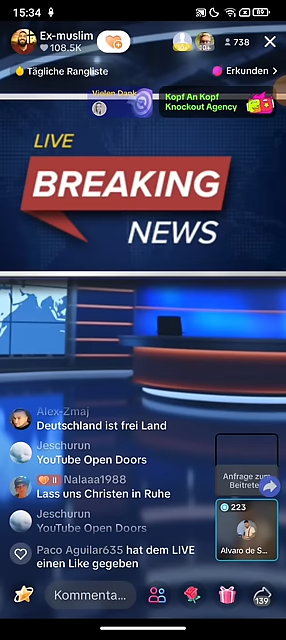 15:34
89
Ex-muslim
108.5K
738
Tägliche Rangliste
Erkunden
Vielen Dank
Kopf An Kopf
Knockout Agency
LIVE
BREAKING
NEWS
Alex-Zmaj
Deutschland ist frei Land
Jeschurun
YouTube Open Doors
Nalaaa1988
Lass uns Christen in Ruhe
Jeschurun
YouTube Open Doors
Paco Aguilar635 hat dem LIVE
einen Like gegeben
Anfrage zum
Beitrete
223
Alvaro de S...
Kommenta...
139